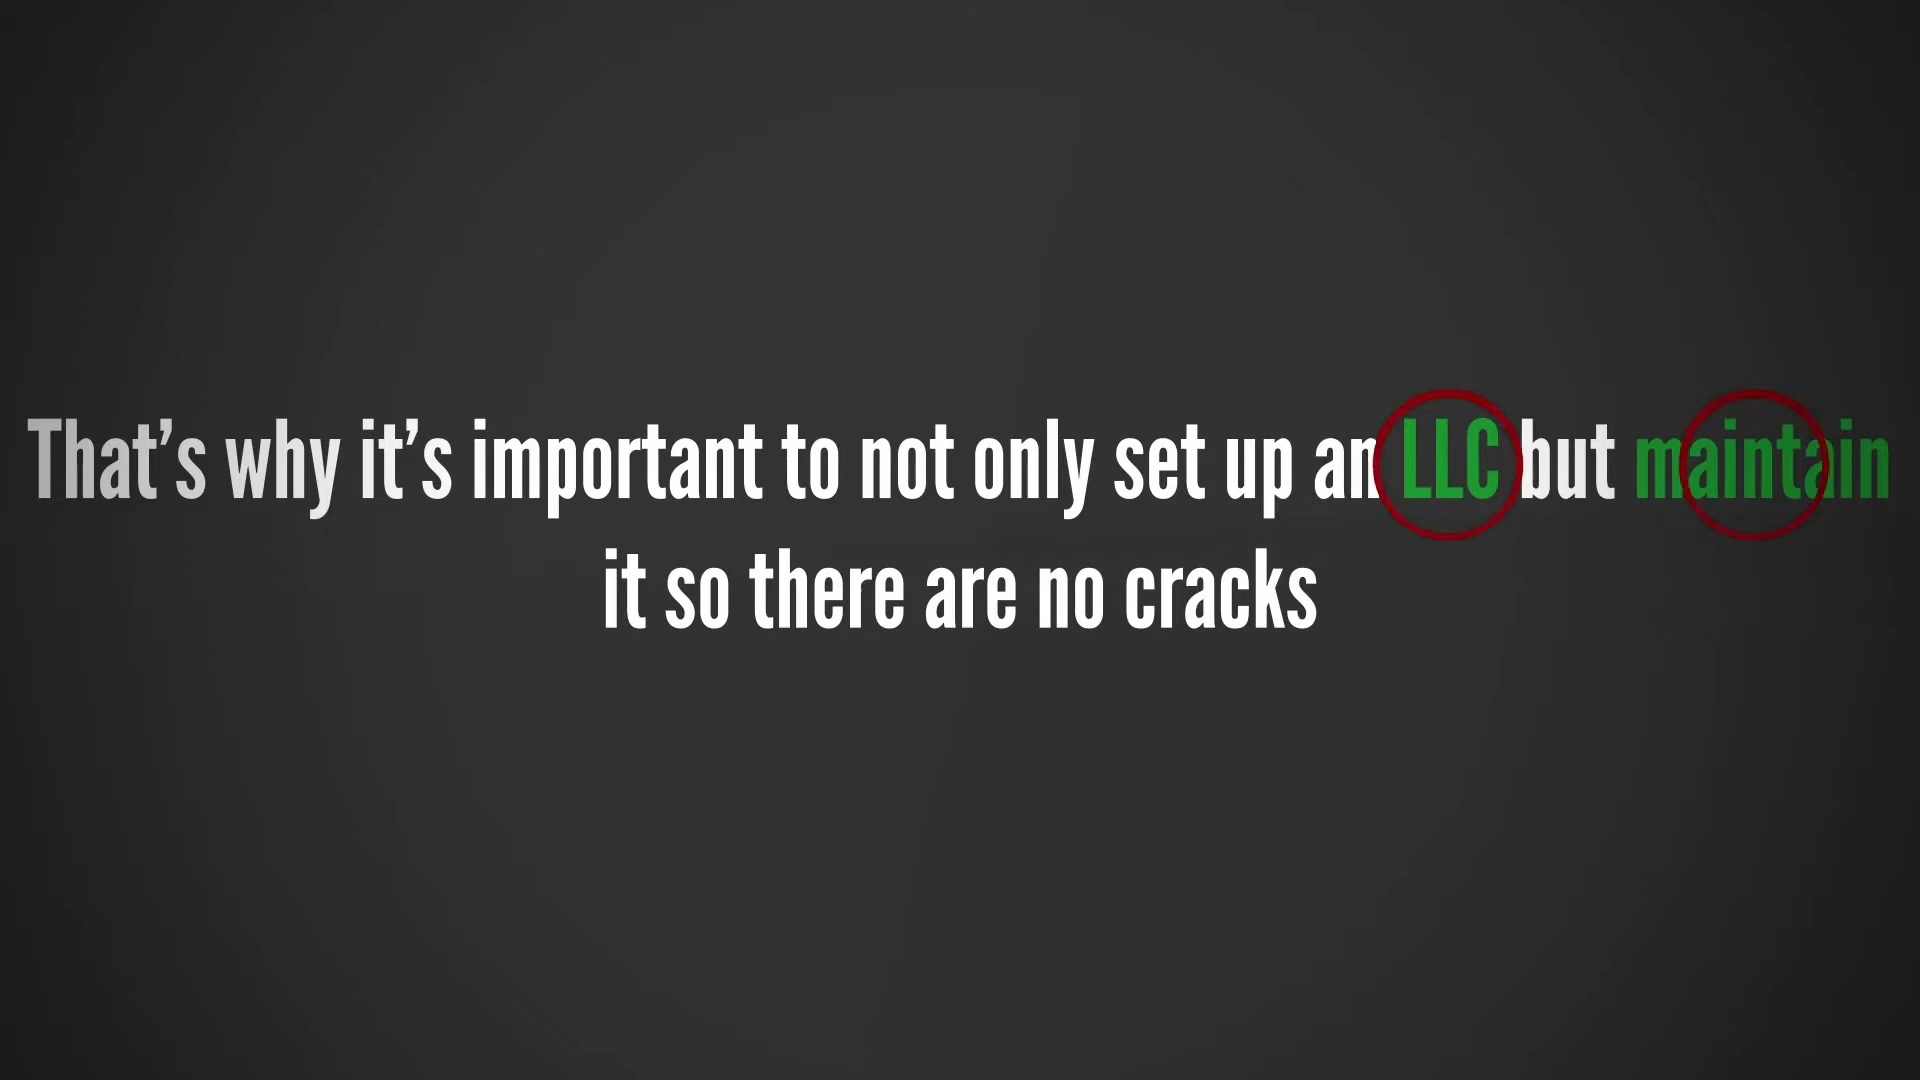 That’s why it’s important to not only set up an LLC but maintain
it so there are no cracks